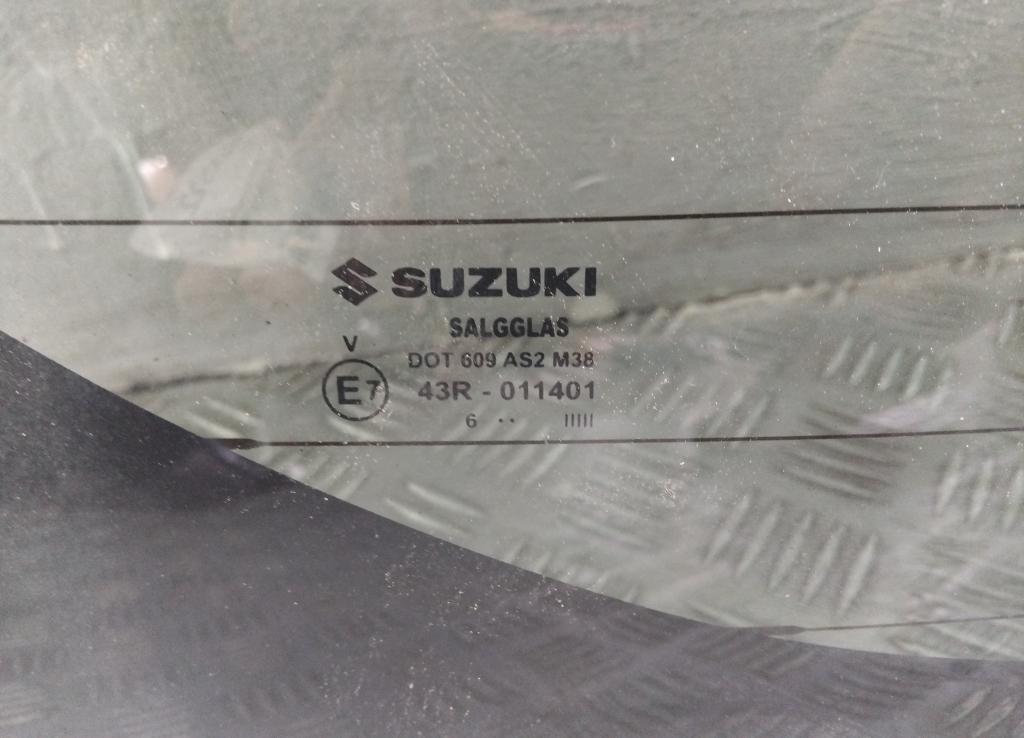 SUZUKI
SALGGLAS
V
DOT 609 AS2 M38
E7
43R - 011401
6 •• IIIII